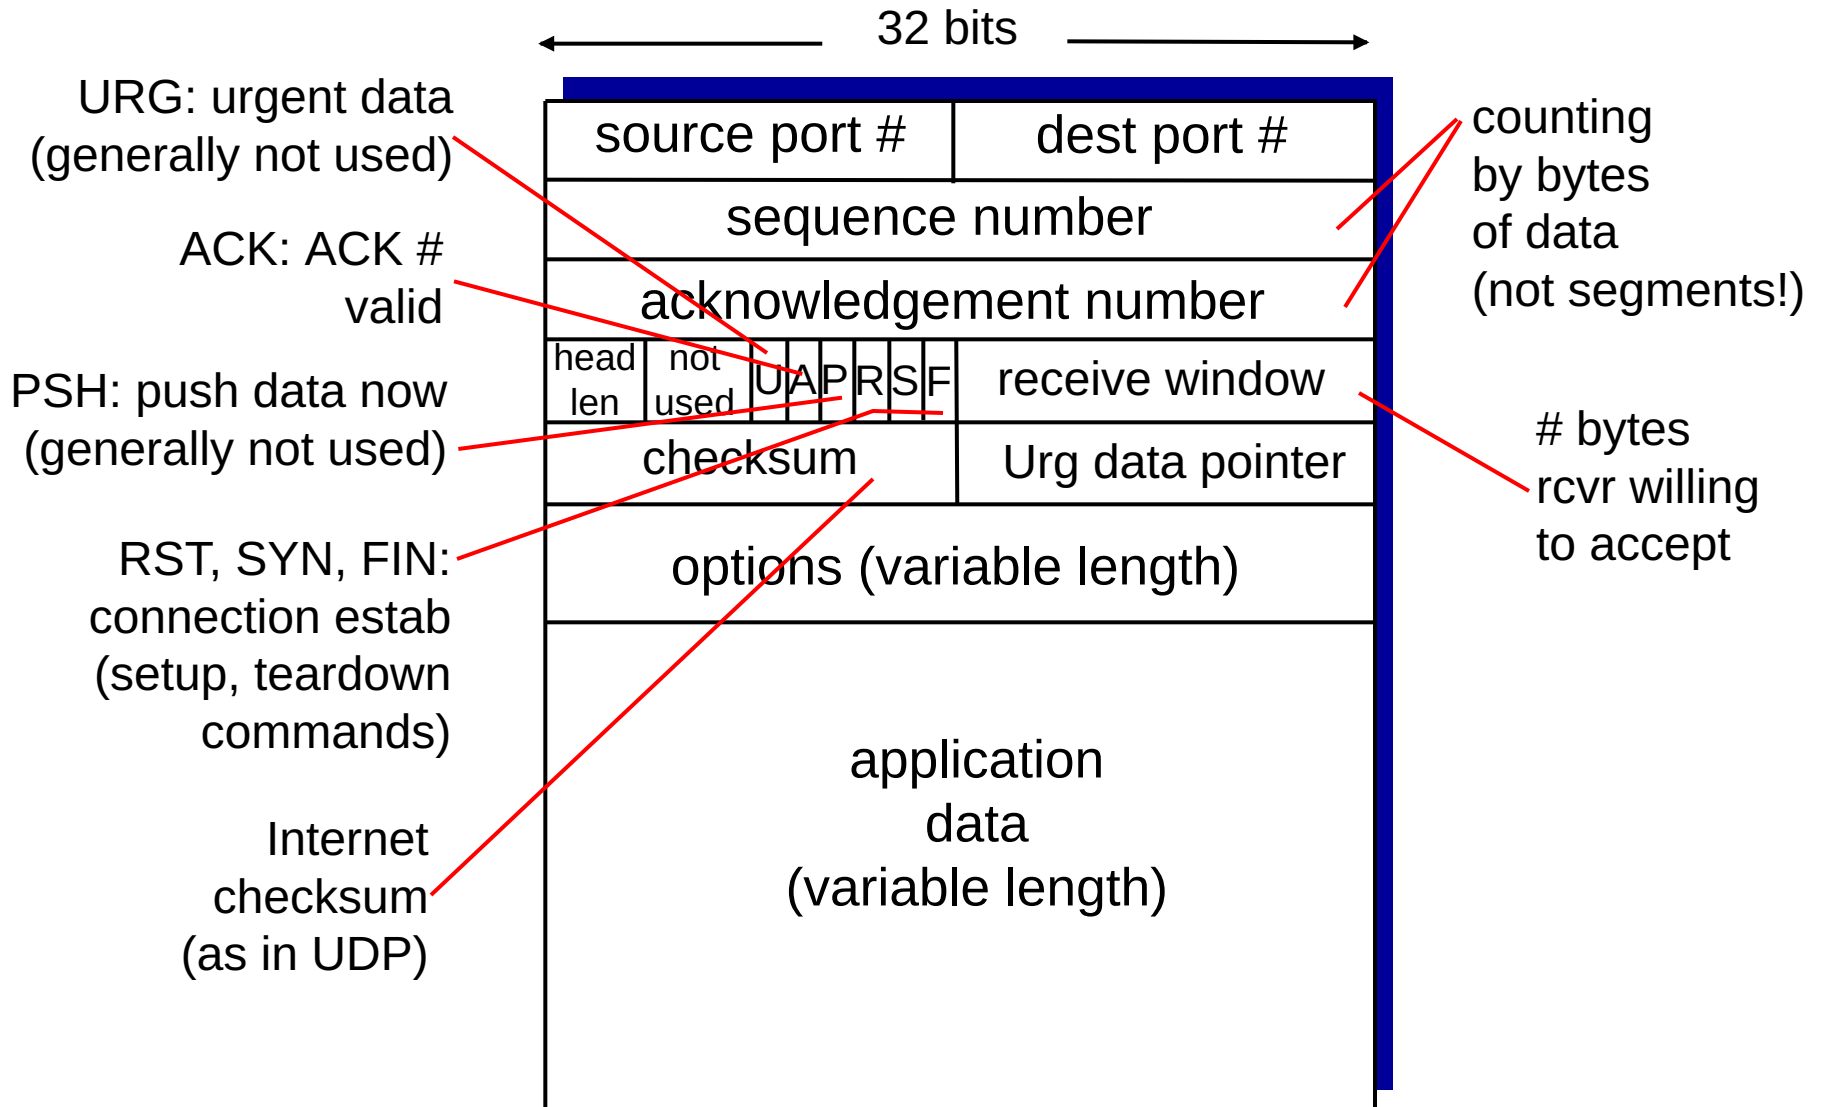 32 bits
URG: urgent data
(generally not used)
ACK: ACK #
valid
PSH: push data now
(generally not used)
RST, SYN, FIN:
connection estab
(setup, teardown
commands)
Internet
checksum
(as in UDP)
source port #
dest port #
sequence number
acknowledgement number
head
len
not
used
U
A
P
R
S
F
receive window
checksum
Urg data pointer
options (variable length)
application
data
(variable length)
counting
by bytes
of data
(not segments!)
# bytes
rcvr willing
to accept